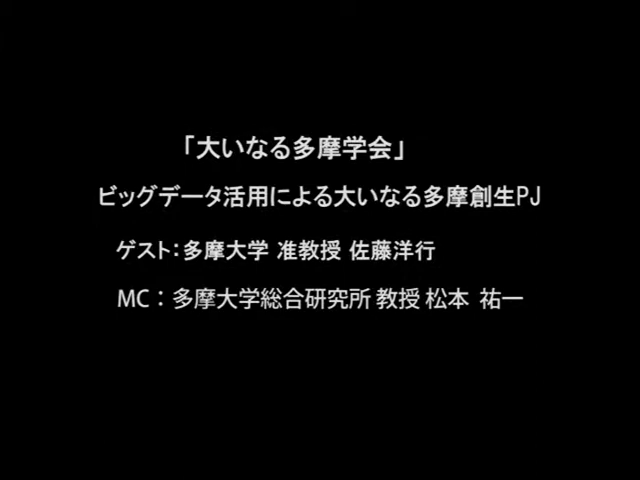 「大いなる多摩学会」
ビッグデータ活用による大いなる多摩創生PJ
ゲスト：多摩大学 准教授 佐藤洋行
MC： 多摩大学総合研究所 教授 松本 祐一